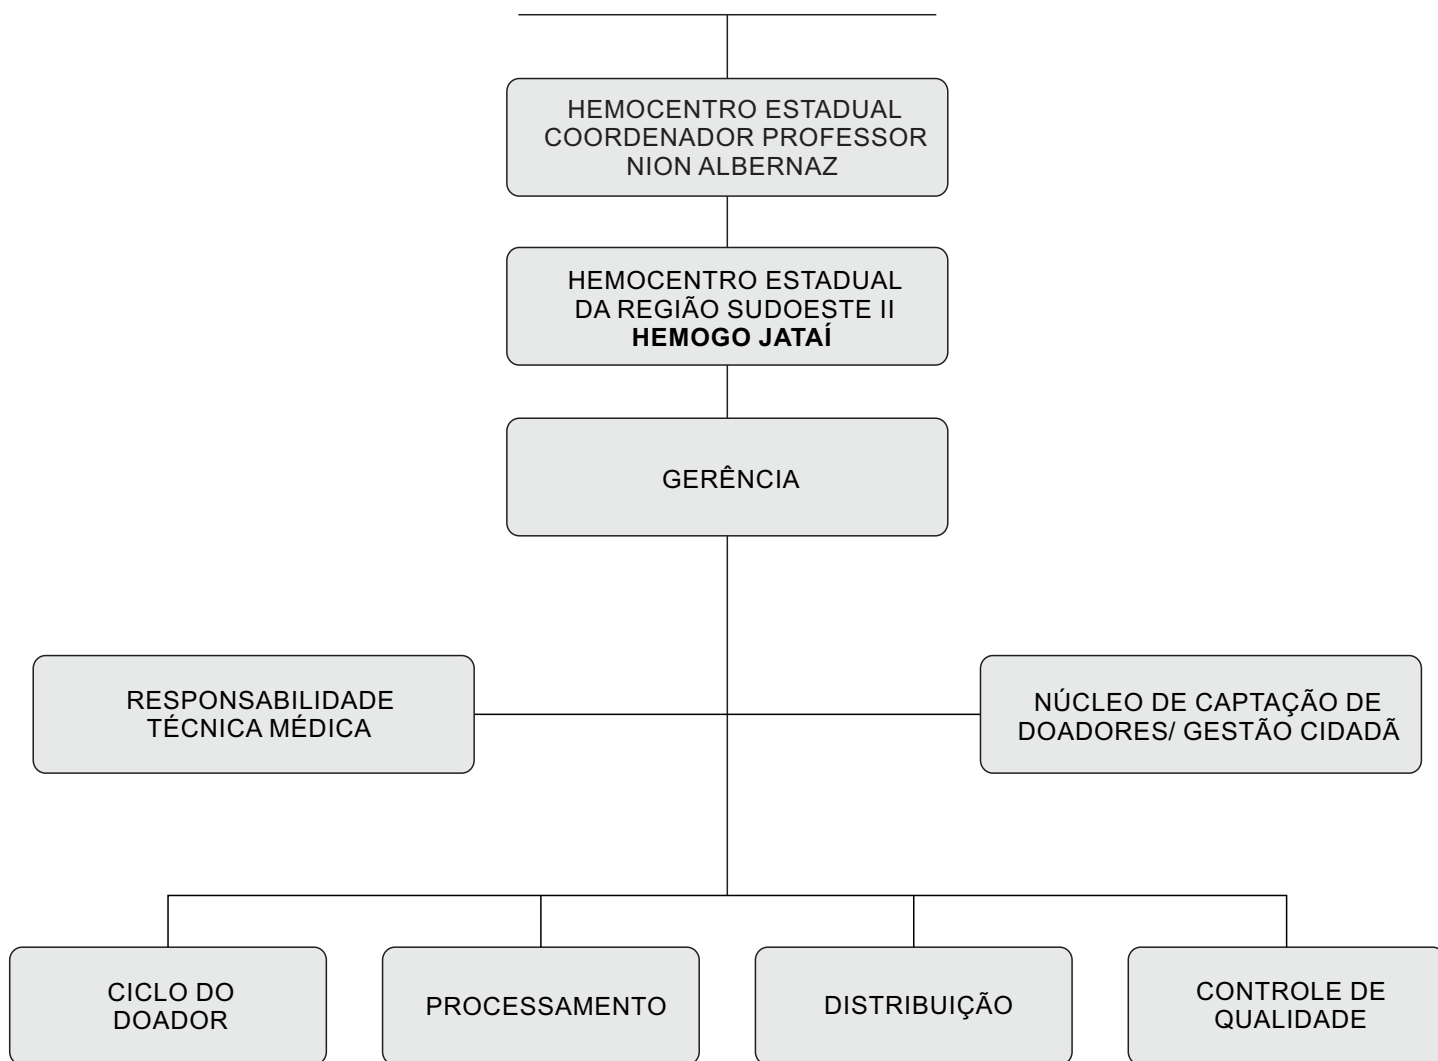 HEMOCENTRO ESTADUAL
COORDENADOR PROFESSOR
NION ALBERNAZ
HEMOCENTRO ESTADUAL
DA REGIÃO SUDOESTE II
HEMOGO JATAÍ
GERÊNCIA
RESPONSABILIDADE
TÉCNICA MÉDICA
NÚCLEO DE CAPTAÇÃO DE
DOADORES/ GESTÃO CIDADÃ
CICLO DO
DOADOR
PROCESSAMENTO
DISTRIBUIÇÃO
CONTROLE DE
QUALIDADE